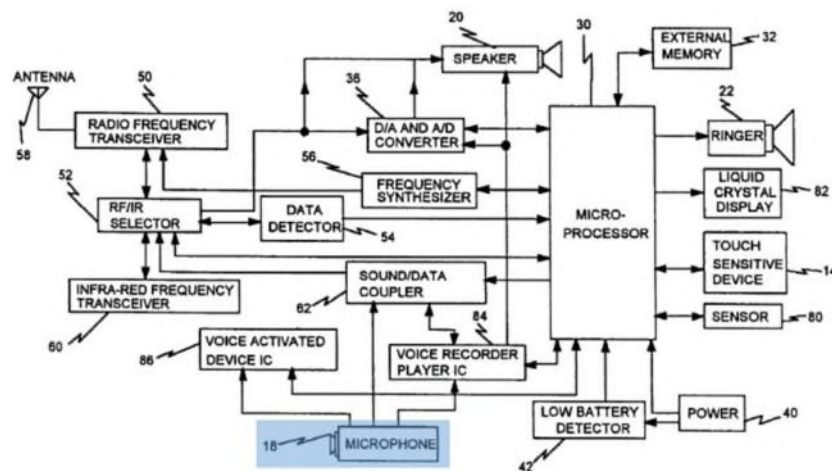 30
20
SPEAKER
EXTERNAL
MEMORY
32
ANTENNA
50
36
22
RADIO FREQUENCY
TRANSCEIVER
58
D/A AND A/D
CONVERTER
RINGER
56
52
FREQUENCY
SYNTHESIZER
LIQUID
CRYSTAL
DISPLAY
82
RF/IR
SELECTOR
DATA
DETECTOR
54
MICRO-
PROCESSOR
TOUCH
SENSITIVE
DEVICE
14
INFRA-RED FREQUENCY
TRANSCEIVER
60
SOUND/DATA
COUPLER
62
84
SENSOR
80
86
VOICE ACTIVATED
DEVICE IC
VOICE RECORDER
PLAYER IC
18
MICROPHONE
LOW BATTERY
DETECTOR
42
POWER
40